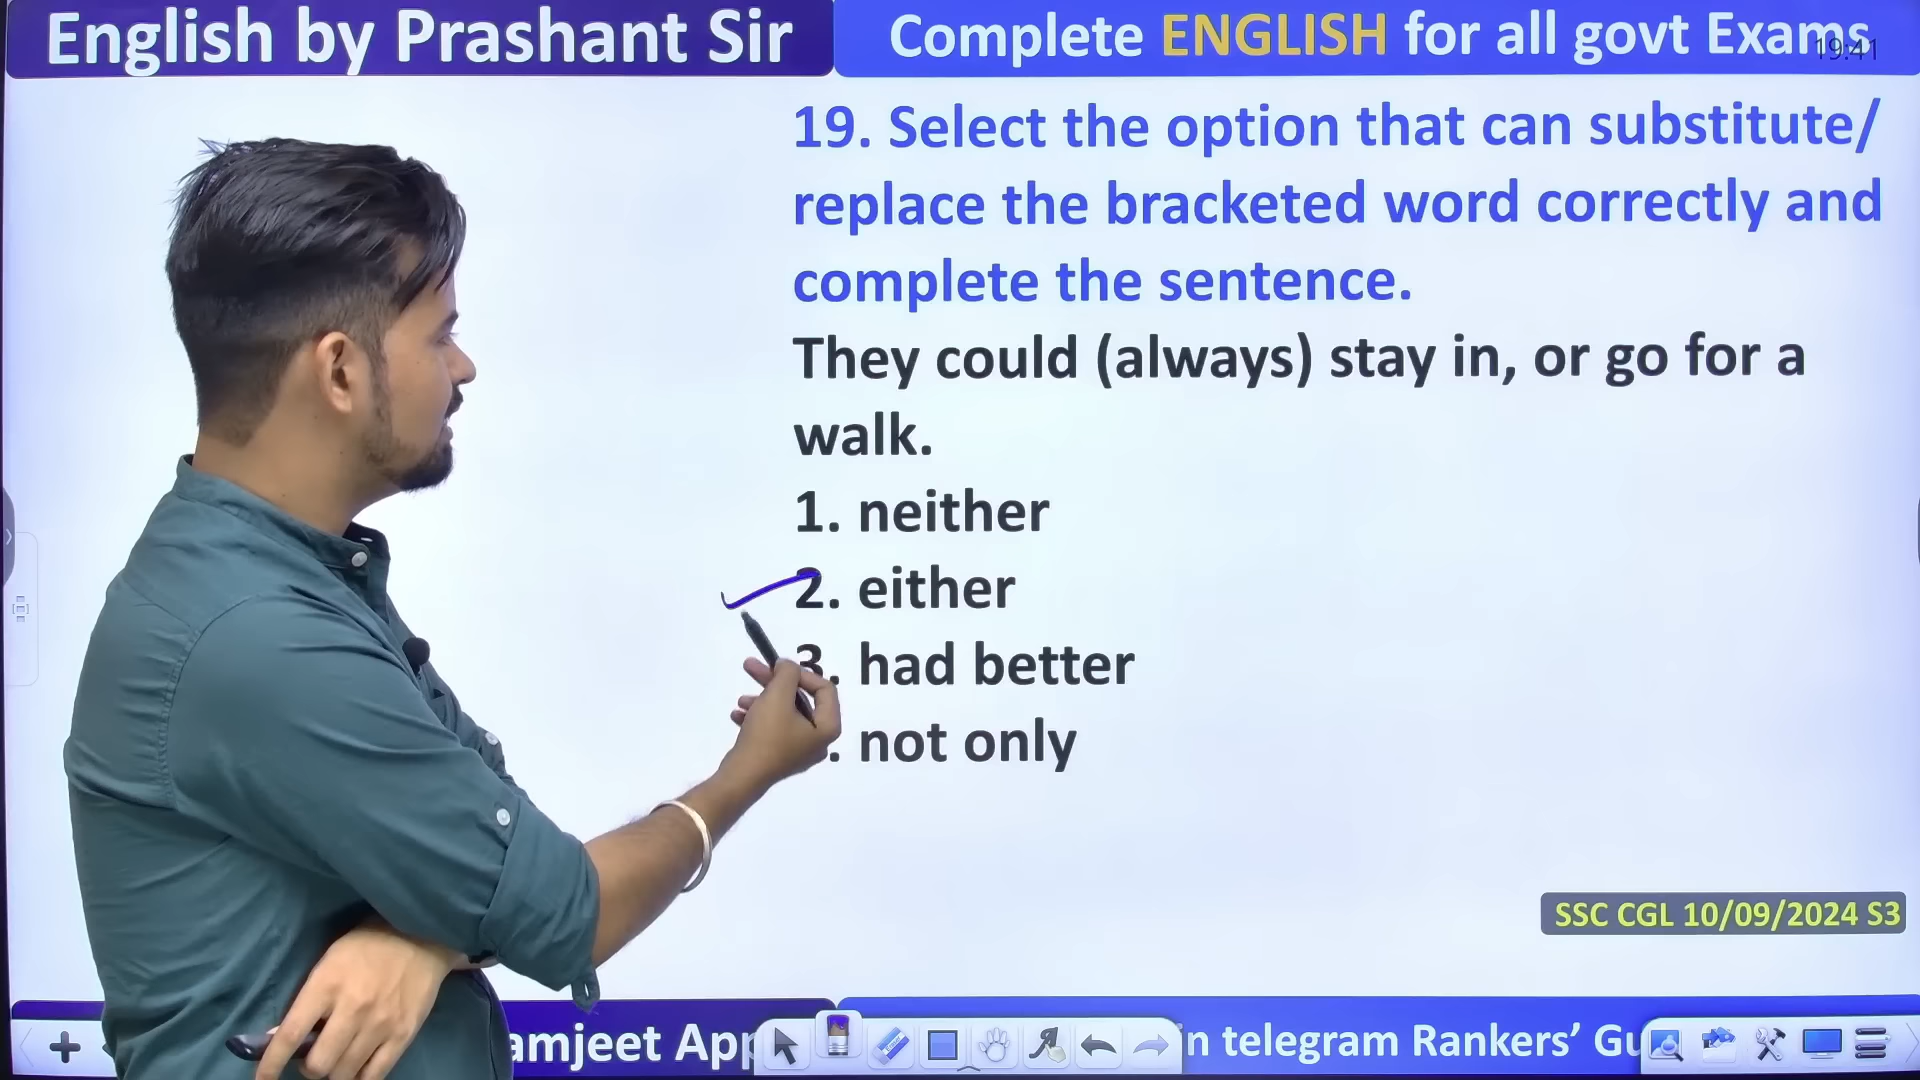 English by Prashant Sir
Complete ENGLISH for all govt Exams
19:41
19. Select the option that can substitute/
replace the bracketed word correctly and
complete the sentence.
They could (always) stay in, or go for a
walk.
1. neither
2. either
3. had better
. not only
SSC CGL 10/09/2024 S3
amjeet App
in telegram Rankers’ Gu